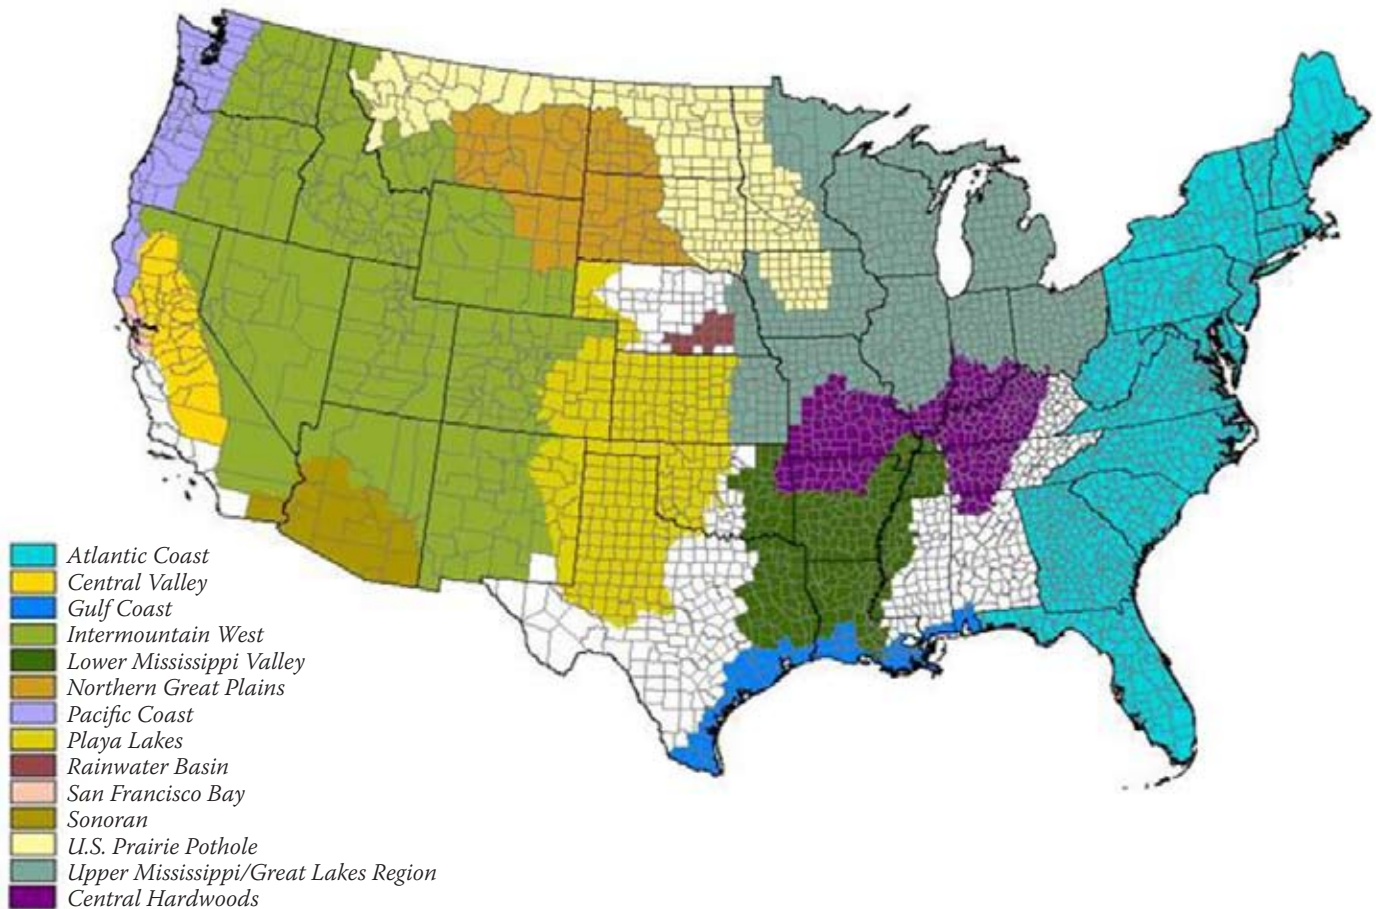 Atlantic Coast
Central Valley
Gulf Coast
Intermountain West
Lower Mississippi Valley
Northern Great Plains
Pacific Coast
Playa Lakes
Rainwater Basin
San Francisco Bay
Sonoran
U.S. Prairie Pothole
Upper Mississippi/Great Lakes Region
Central Hardwoods